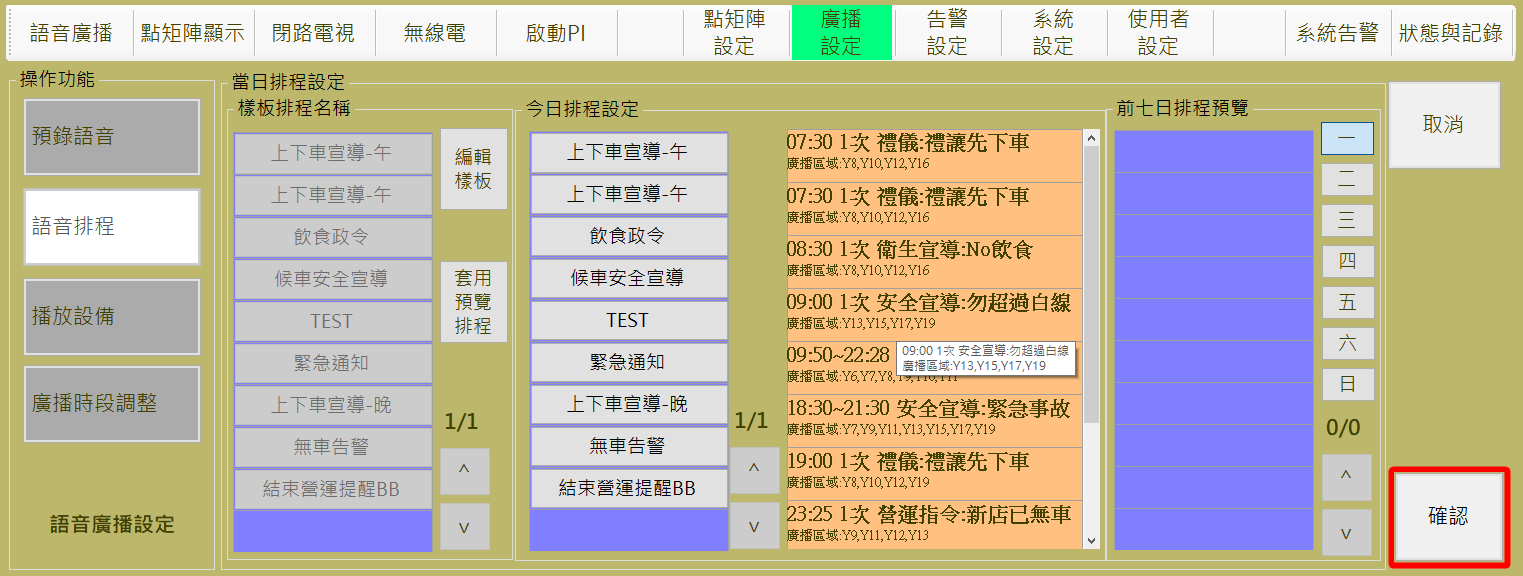 語音廣播
點矩陣顯示
閉路電視
無線電
啟動PI
點矩陣
設定
廣播
設定
告警
設定
系統
設定
使用者
設定
系統告警
狀態與記錄
操作功能
預錄語音
語音排程
播放設備
廣播時段調整
語音廣播設定
當日排程設定
樣板排程名稱
上下車宣導-午
上下車宣導-午
飲食政令
候車安全宣導
TEST
緊急通知
上下車宣導-晚
無車告警
結束營運提醒BB
編輯
樣板
套用
預覽
排程
1/1
^
v
今日排程設定
上下車宣導-午
上下車宣導-午
飲食政令
候車安全宣導
TEST
緊急通知
上下車宣導-晚
無車告警
結束營運提醒BB
1/1
^
v
07:30 1次 禮儀:禮讓先下車
廣播區域:Y8,Y10,Y12,Y16
07:30 1次 禮儀:禮讓先下車
廣播區域:Y8,Y10,Y12,Y16
08:30 1次 衛生宣導:No飲食
廣播區域:Y8,Y10,Y12,Y16
09:00 1次 安全宣導:勿超過白線
廣播區域:Y13,Y15,Y17,Y19
09:50~22:28
廣播區域:Y6,Y7,Y8,
09:00 1次 安全宣導:勿超過白線
廣播區域:Y13,Y15,Y17,Y19
18:30~21:30 安全宣導:緊急事故
廣播區域:Y7,Y9,Y11,Y13,Y15,Y17,Y19
19:00 1次 禮儀:禮讓先下車
廣播區域:Y8,Y10,Y12,Y19
23:25 1次 營運指令:新店已無車
廣播區域:Y9,Y11,Y12,Y13
前七日排程預覽
一
二
三
四
五
六
日
0/0
^
v
取消
確認